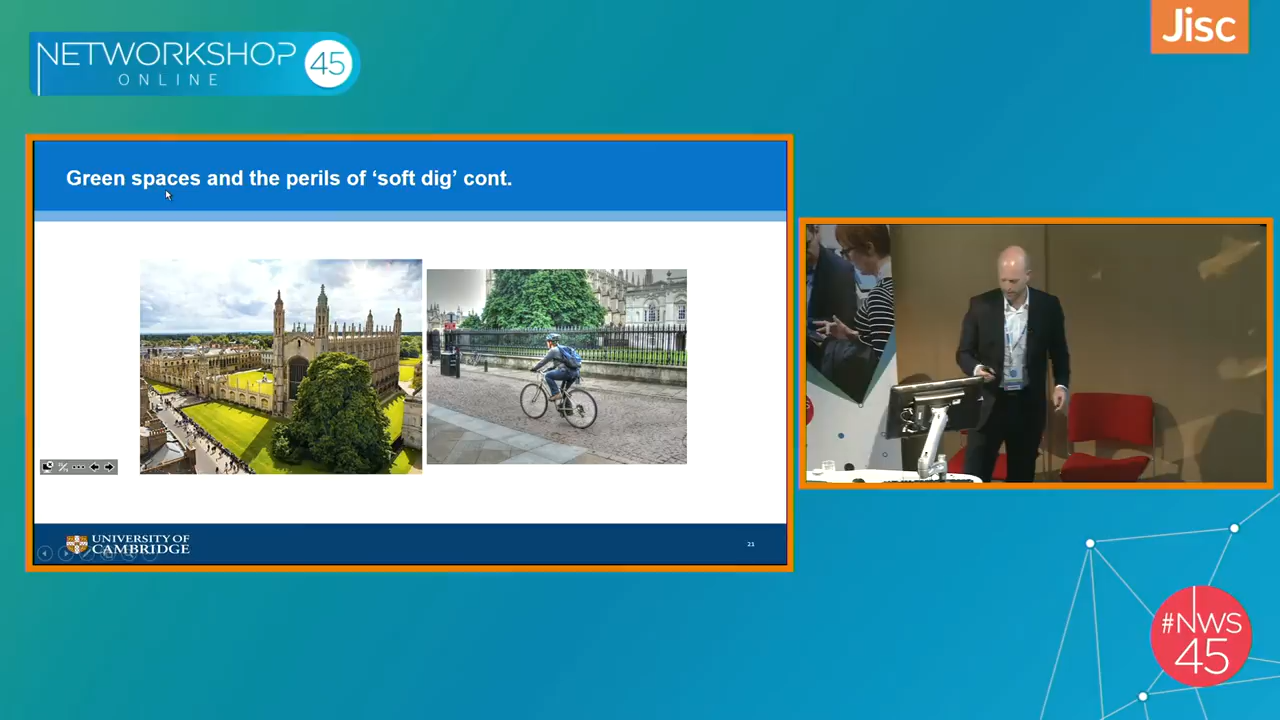 NETWORKSHOP
ONLINE
45
Jisc
Green spaces and the perils of ‘soft dig’ cont.
UNIVERSITY OF
CAMBRIDGE
21
#NWS
45